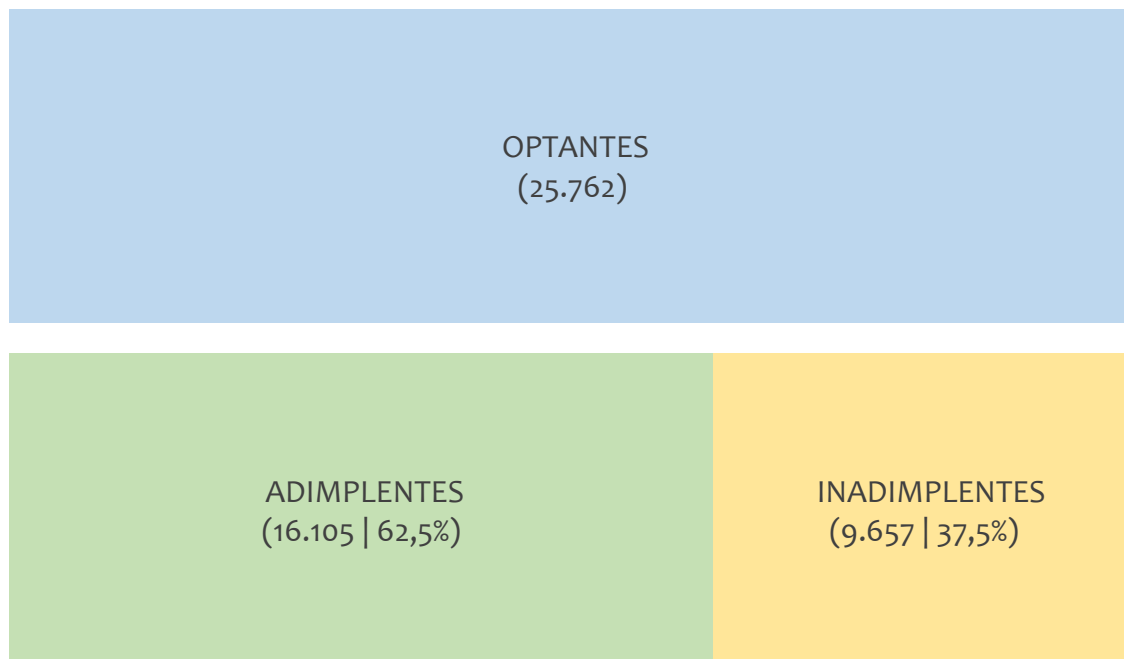 OPTANTES
(25.762)
ADIMPLENTES
(16.105 | 62,5%)
INADIMPLENTES
(9.657 | 37,5%)